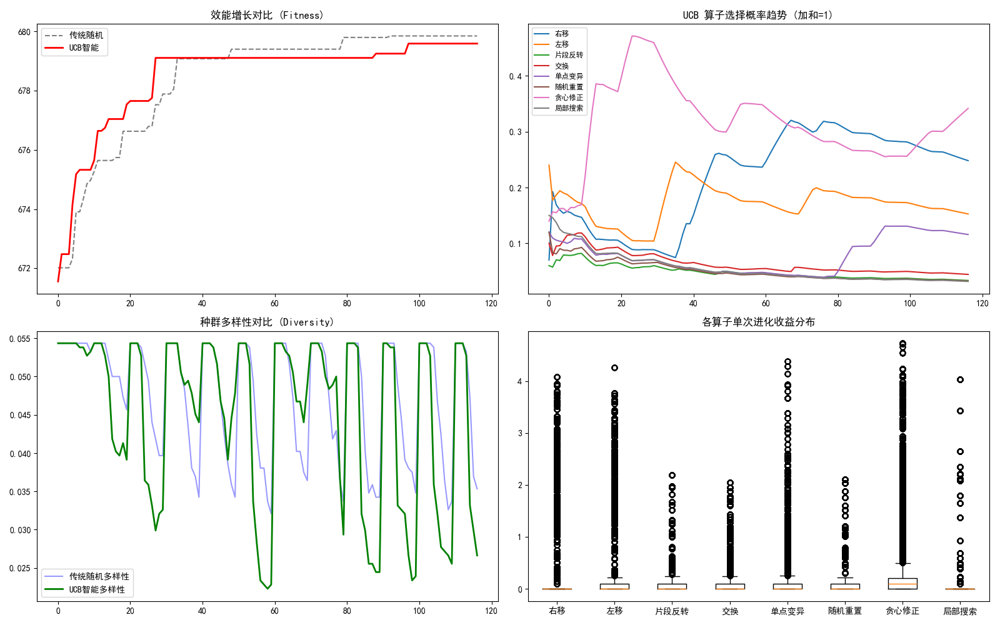 效能增长对比 (Fitness)
传统随机
UCB智能
680
678
676
674
672
0
20
40
60
80
100
120
UCB 算子选择概率趋势 (加和=1)
右移
左移
片段反转
交换
单点变异
随机重置
贪心修正
局部搜索
0.4
0.3
0.2
0.1
0
20
40
60
80
100
120
种群多样性对比 (Diversity)
0.055
0.050
0.045
0.040
0.035
0.030
0.025
传统随机多样性
UCB智能多样性
0
20
40
60
80
100
120
各算子单次进化收益分布
4
3
2
1
0
右移
左移
片段反转
交换
单点变异
随机重置
贪心修正
局部搜索